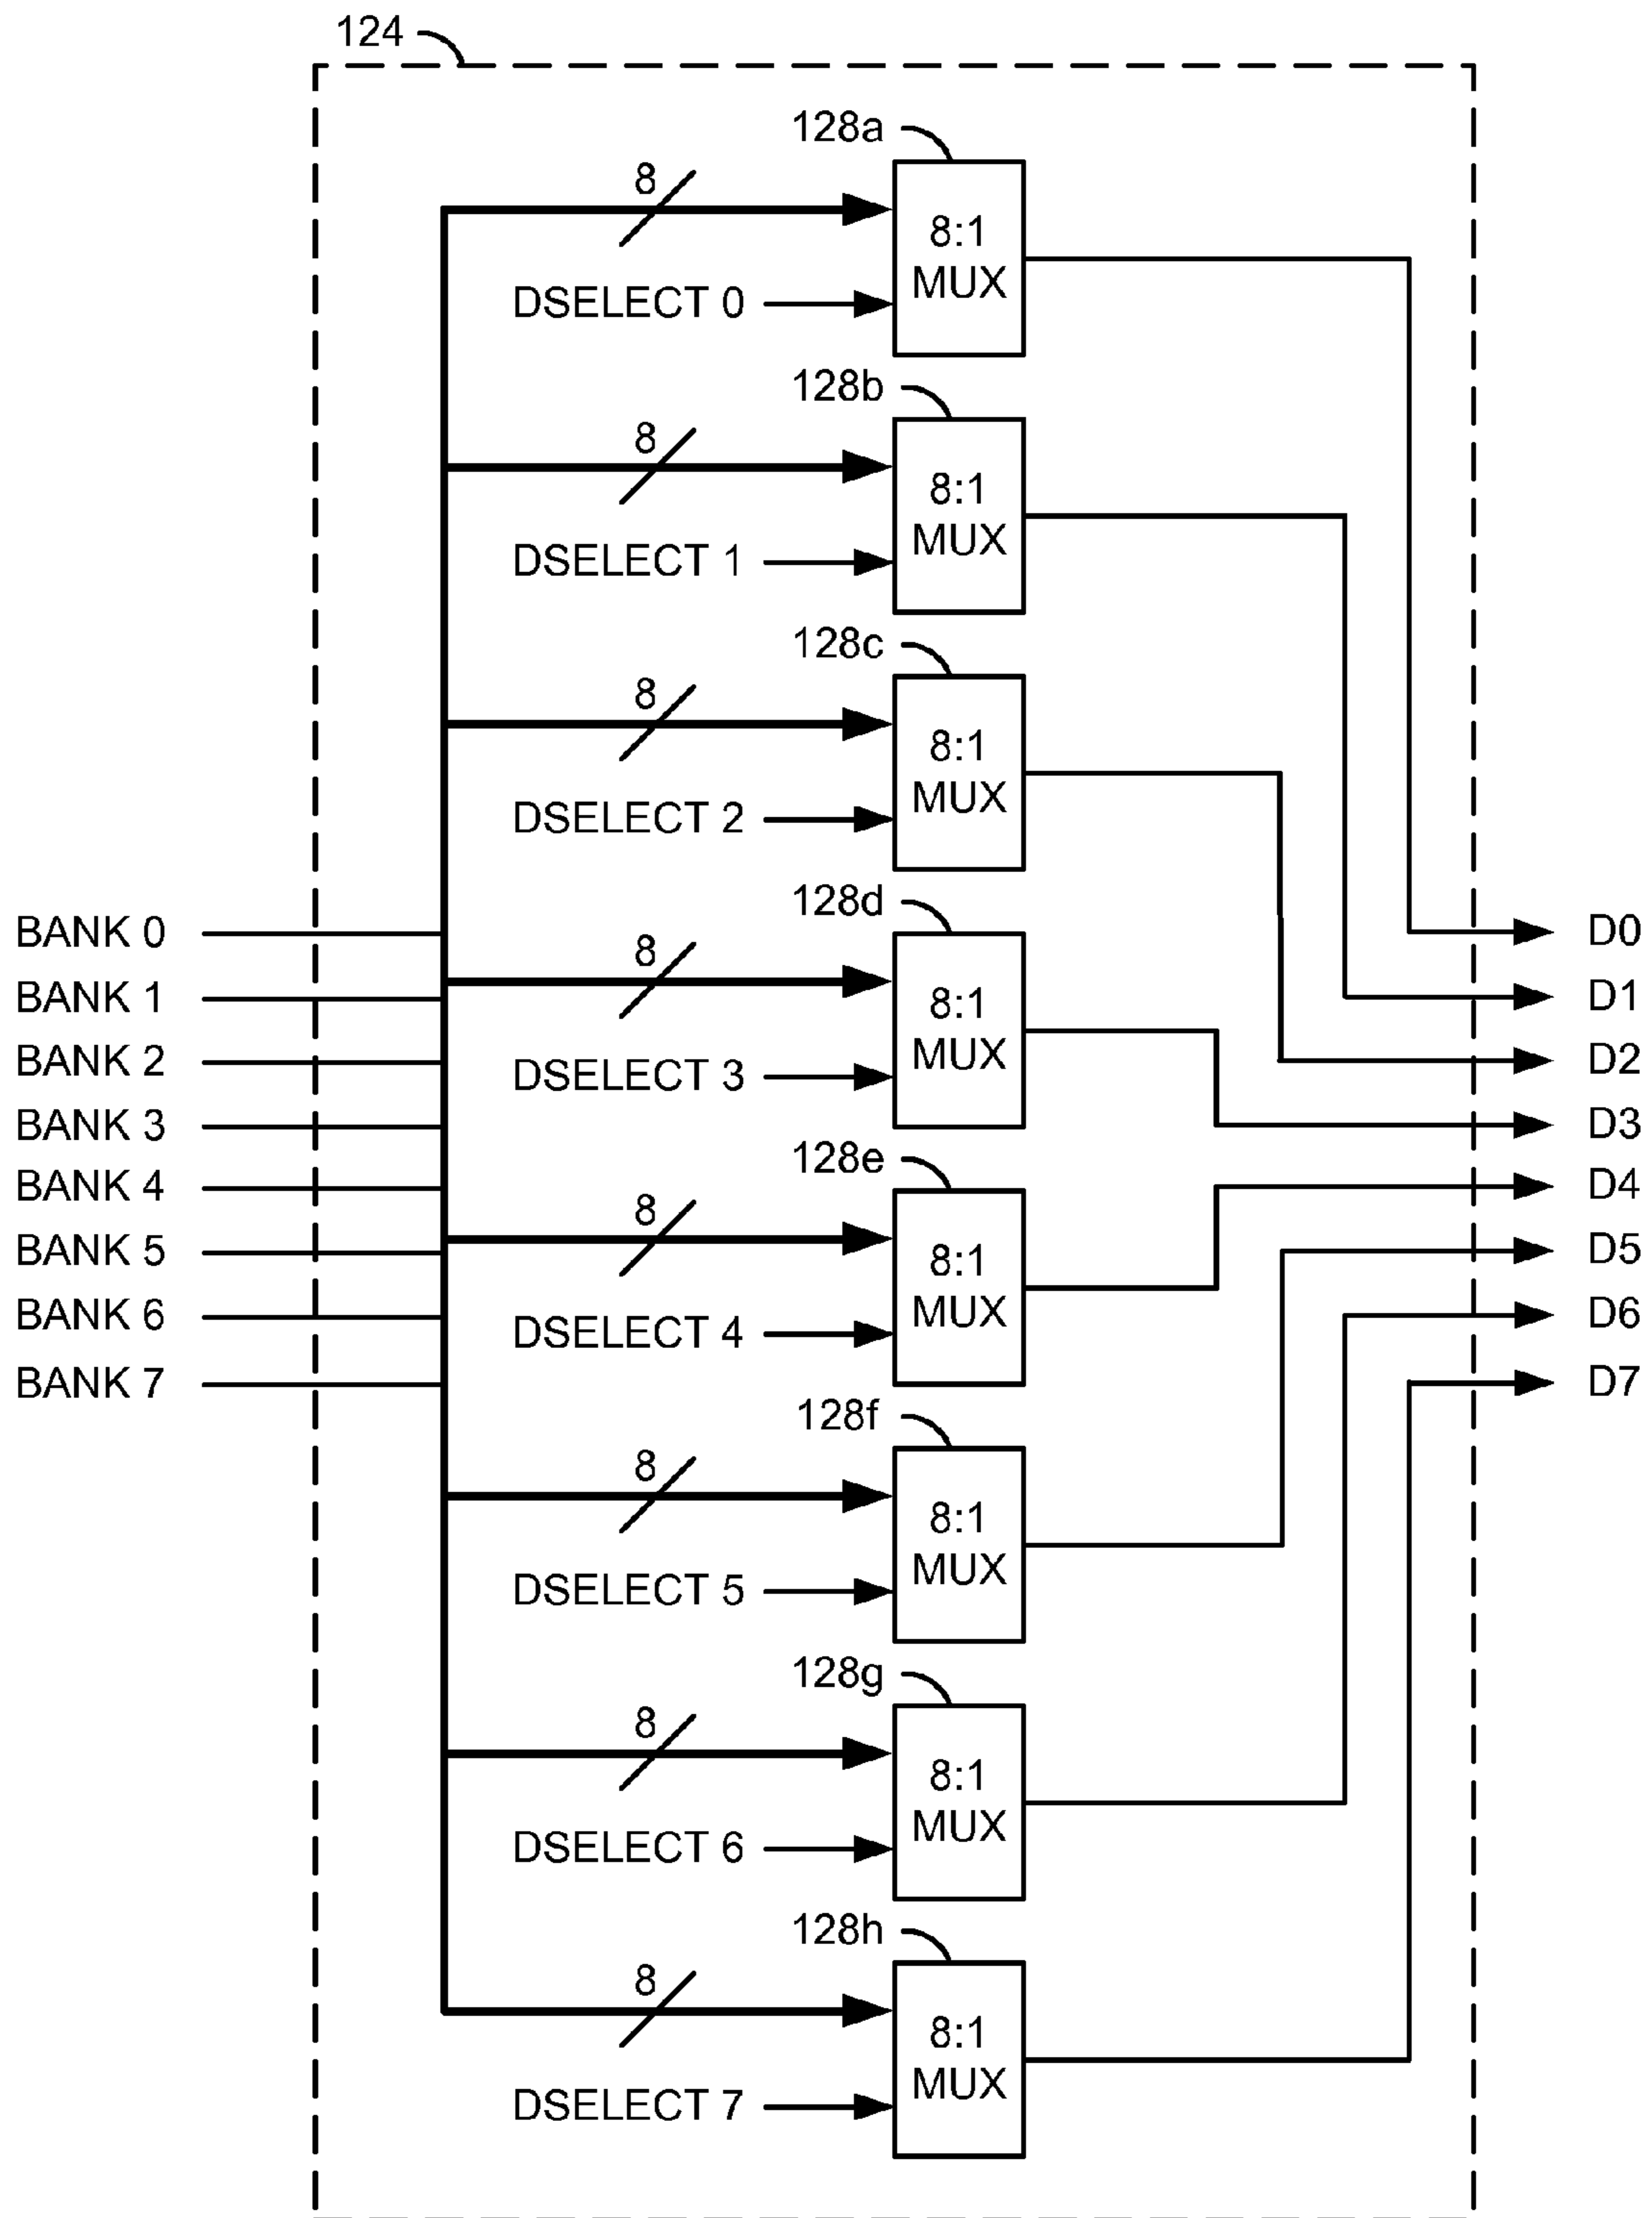 124
128a
8
8:1
MUX
DSELECT 0
128b
8
8:1
MUX
DSELECT 1
128c
8
8:1
MUX
DSELECT 2
128d
8
8:1
MUX
DSELECT 3
128e
8
8:1
MUX
DSELECT 4
128f
8
8:1
MUX
DSELECT 5
128g
8
8:1
MUX
DSELECT 6
128h
8
8:1
MUX
DSELECT 7
BANK 0
BANK 1
BANK 2
BANK 3
BANK 4
BANK 5
BANK 6
BANK 7
D0
D1
D2
D3
D4
D5
D6
D7